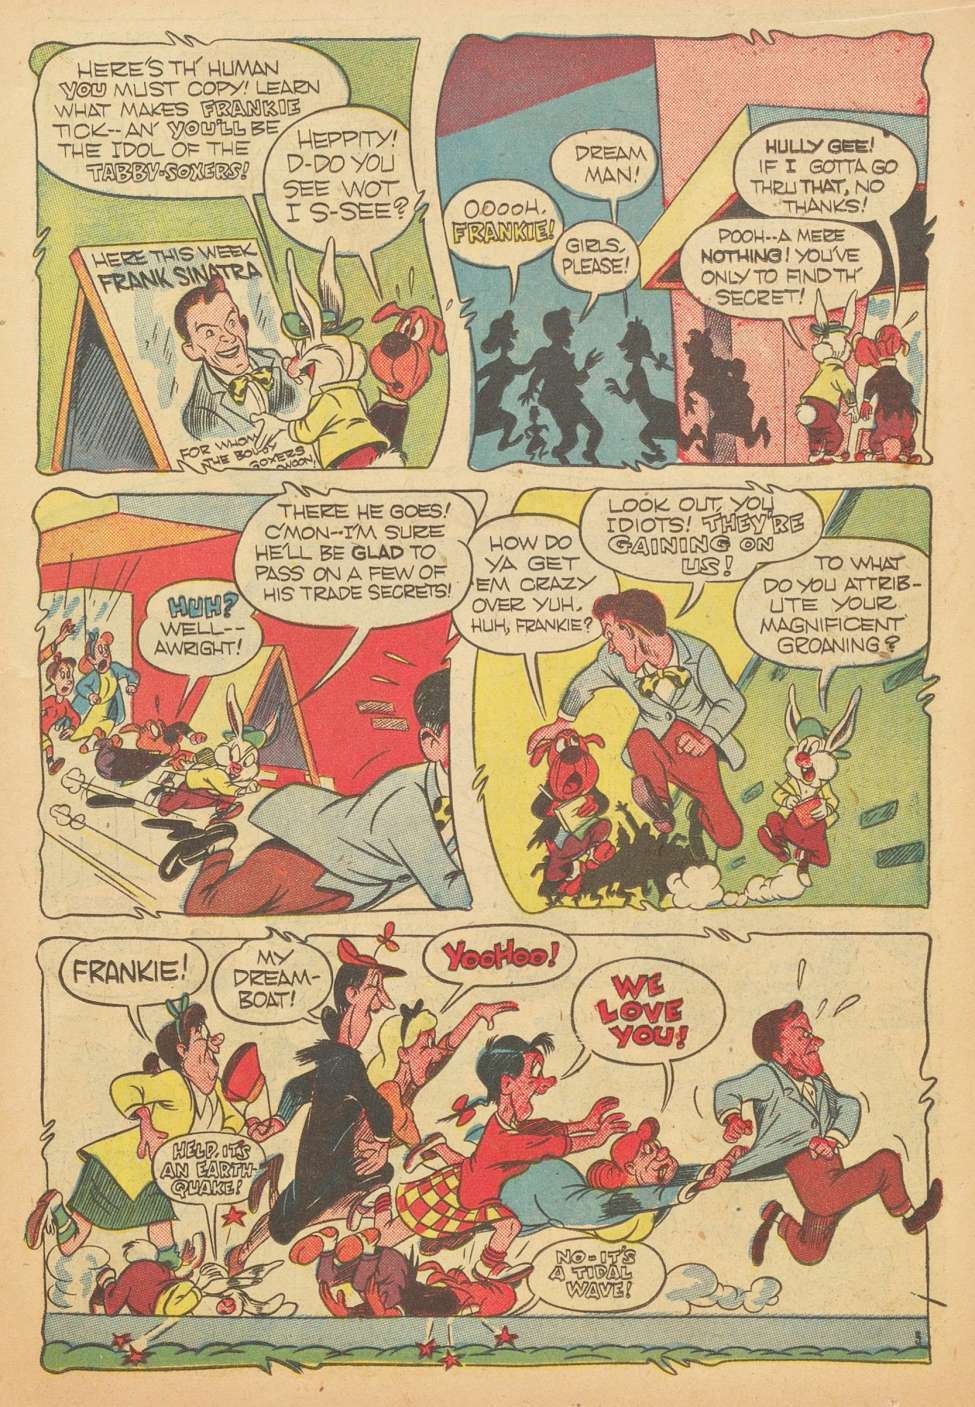 HERE'S TH' HUMAN
YOU MUST COPY! LEARN
WHAT MAKES FRANKIE
TICK--AN' YOU'LL BE
THE IDOL OF THE
TABBY-SOXERS!
HEPPITY!
D-DO YOU
SEE WOT
I S-SEE?
HERE THIS WEEK
FRANK SINATRA
FOR WHOM
THE BOBBY
SOXERS
SWOON!
OOOOH,
FRANKIE!
DREAM
MAN!
GIRLS,
PLEASE!
HULLY GEE!
IF I GOTTA GO
THRU THAT, NO
THANKS!
POOH--A MERE
NOTHING! YOU'VE
ONLY TO FIND TH'
SECRET!
HUH?
WELL--
AWRIGHT!
THERE HE GOES!
C'MON--I'M SURE
HE'LL BE GLAD TO
PASS ON A FEW OF
HIS TRADE SECRETS!
HOW DO
YA GET
'EM CRAZY
OVER YUH,
HUH, FRANKIE?
LOOK OUT, YOU
IDIOTS! THEY'RE
GAINING ON
US!
TO WHAT
DO YOU ATTRIB-
UTE YOUR
MAGNIFICENT
GROANING?
FRANKIE!
MY
DREAM-
BOAT!
YOOHOO!
WE
LOVE
YOU!
HELP, IT'S
AN EARTH-
QUAKE!
NO-IT'S
A TIDAL
WAVE!